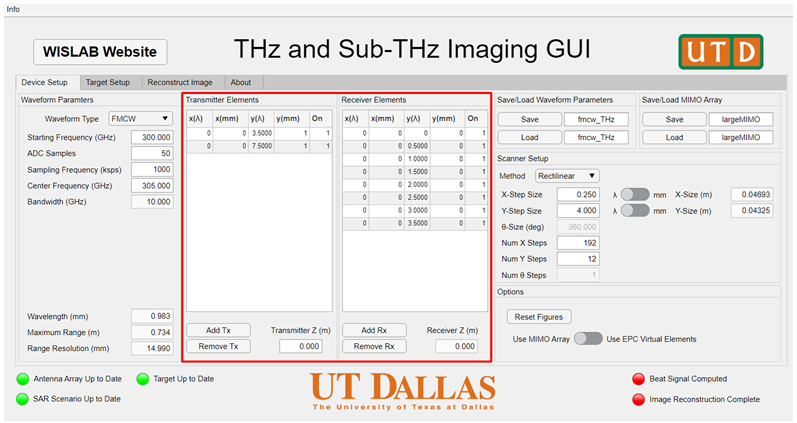 Info
WISLAB Website
THz and Sub-THz Imaging GUI
UTD
Device Setup Target Setup Reconstruct Image About
Waveform Paramters
Waveform Type FMCW
Starting Frequency (GHz) 300.000
ADC Samples 50
Sampling Frequency (ksps) 1000
Center Frequency (GHz) 305.000
Bandwidth (GHz) 10.000
Wavelength (mm) 0.983
Maximum Range (m) 0.734
Range Resolution (mm) 14.990
Transmitter Elements
x(λ) x(mm) y(λ) y(mm) On
0 0 3.5000 1 1
0 0 7.5000 1 1
Add Tx Transmitter Z (m)
Remove Tx 0.000
Receiver Elements
x(λ) x(mm) y(λ) y(mm) On
0 0 0 0 1
0 0 0.5000 0 1
0 0 1.0000 0 1
0 0 1.5000 0 1
0 0 2.0000 0 1
0 0 2.5000 0 1
0 0 3.0000 0 1
0 0 3.5000 0 1
Add Rx Receiver Z (m)
Remove Rx 0.000
Save/Load Waveform Parameters
Save fmcw_THz
Load fmcw_THz
Save/Load MIMO Array
Save largeMIMO
Load largeMIMO
Scanner Setup
Method Rectilinear
X-Step Size 0.250 λ mm X-Size (m) 0.04693
Y-Step Size 4.000 λ mm Y-Size (m) 0.04325
θ-Size (deg) 360.000
Num X Steps 192
Num Y Steps 12
Num θ Steps 1
Options
Reset Figures
Use MIMO Array Use EPC Virtual Elements
Antenna Array Up to Date Target Up to Date
SAR Scenario Up to Date
UT DALLAS
The University of Texas at Dallas
Beat Signal Computed
Image Reconstruction Complete